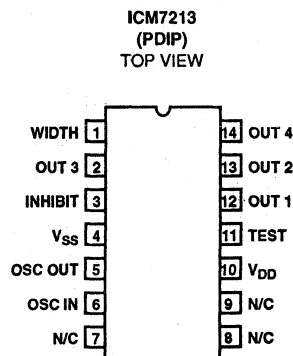 ICM7213
(PDIP)
TOP VIEW
WIDTH 1 14 OUT 4
OUT 3 2 13 OUT 2
INHIBIT 3 12 OUT 1
VSS 4 11 TEST
OSC OUT 5 10 VDD
OSC IN 6 9 N/C
N/C 7 8 N/C